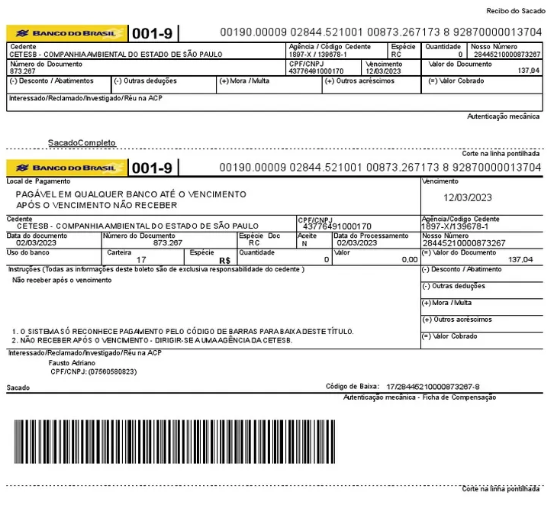 Recibo do Sacado
BANCO DO BRASIL 001-9 00190.00009 02844.521001 00873.267173 8 92870000013704
Cedente Agência / Código Cedente Espécie Quantidade Nosso Número
CETESB - COMPANHIA AMBIENTAL DO ESTADO DE SÃO PAULO 1897-X / 139678-1 RC 0 28446210000873267
Número do Documento CPF/CNPJ Vencimento Valor do Documento
873.267 43776491000170 12/03/2023 137,04
(-) Desconto / Abatimentos (-) Outras deduções (+) Mora / Multa (+) Outros acréscimos (=) Valor Cobrado
Interessado/Reclamado/Investigado/Réu na ACP
Autenticação mecânica
SacadoCompleto
Corte na linha pontilhada
BANCO DO BRASIL 001-9 00190.00009 02844.521001 00873.267173 8 92870000013704
Local de Pagamento Vencimento
PAGÁVEL EM QUALQUER BANCO ATÉ O VENCIMENTO 12/03/2023
APÓS O VENCIMENTO NÃO RECEBER
Cedente CPF/CNPJ Agência/Codigo Cedente
CETESB - COMPANHIA AMBIENTAL DO ESTADO DE SÃO PAULO 43776491000170 1897-X/139678-1
Data do documento Número do Documento Espécie Doc Aceite Data do Processamento Nosso Número
02/03/2023 873.267 RC N 02/03/2023 28445210000873267
Uso do banco Carteira Espécie Quantidade Valor (=) Valor do Documento
17 R$ 0 0,00 137,04
Instruções (Todas as informações deste boleto são de exclusiva responsabilidade do cedente ) (-) Desconto / Abatimento
Não receber após o vencimento
(-) Outras deduções
(+) Mora / Multa
(+) Outros acréscimos
1. O SISTEMA SÓ RECONHECE PAGAMENTO PELO CÓDIGO DE BARRAS PARA BAIXA DESTE TÍTULO.
2. NÃO RECEBER APÓS O VENCIMENTO - DIRIGIR-SE A UMA AGÊNCIA DA CETESB. (=) Valor Cobrado
Interessado/Reclamado/Investigado/Réu na ACP
Fausto Adriano
CPF/CNPJ: (07560580823)
Sacado Código de Baixa: 17/28446210000873267-8
Autenticação mecânica - Ficha de Compensação
Corte na linha pontilhada